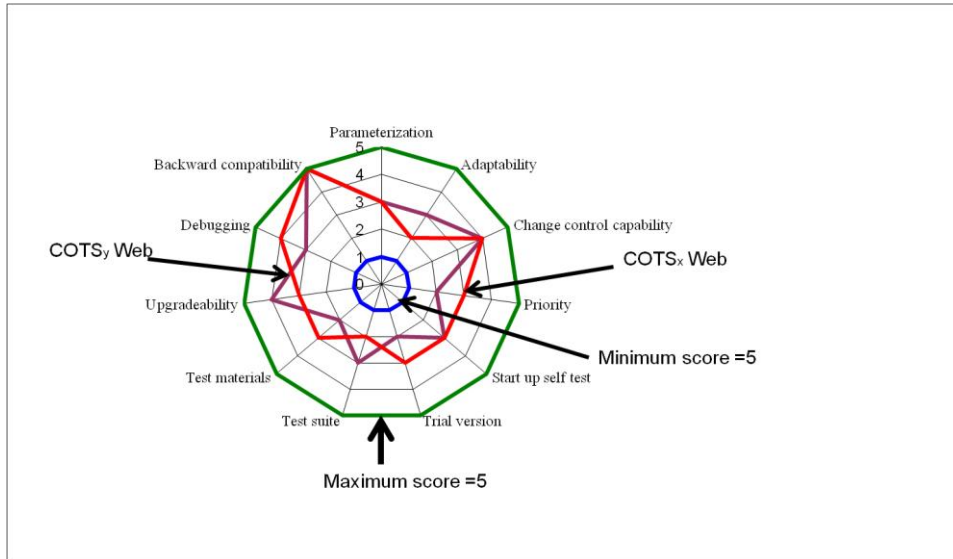 Parameterization
Backward compatibility
Adaptability
Debugging
Change control capability
COTSy Web
COTSx Web
Upgradeability
Priority
Minimum score =5
Test materials
Start up self test
Test suite
Trial version
Maximum score =5
5
4
3
2
1
0